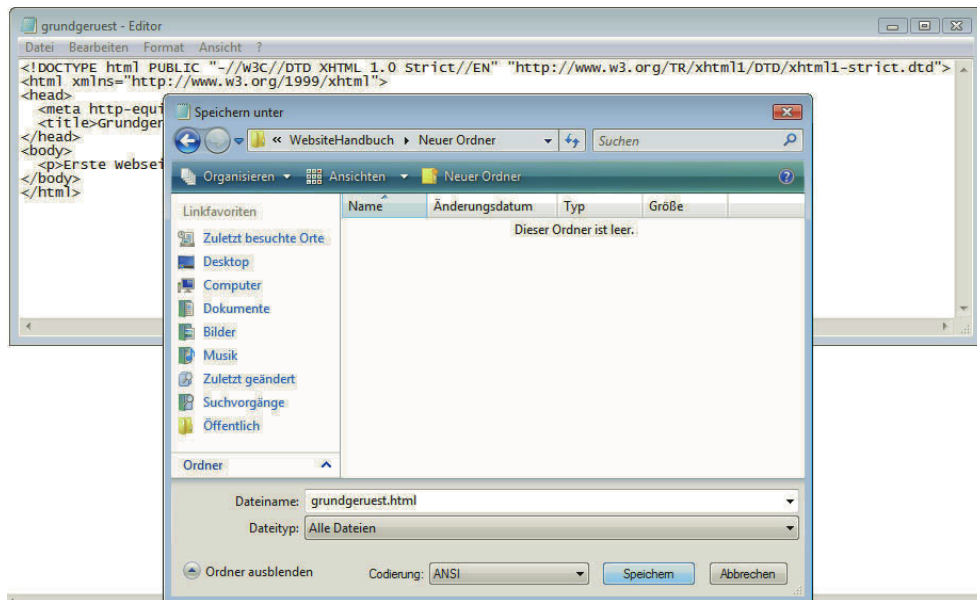 grundgeruest - Editor
Datei Bearbeiten Format Ansicht ?
<!DOCTYPE html PUBLIC "-//W3C//DTD XHTML 1.0 Strict//EN" "http://www.w3.org/TR/xhtml1/DTD/xhtml1-strict.dtd">
<html xmlns="http://www.w3.org/1999/xhtml">
<head>
<meta http-equi
<title>Grundger
</head>
<body>
<p>Erste Websei
</body>
</html>
Speichern unter
« WebsiteHandbuch Neuer Ordner
Suchen
Organisieren Ansichten Neuer Ordner ?
Linkfavoriten
Zuletzt besuchte Orte
Desktop
Computer
Dokumente
Bilder
Musik
Zuletzt geändert
Suchvorgänge
Öffentlich
Ordner
Name Änderungsdatum Typ Größe
Dieser Ordner ist leer.
Dateiname: grundgeruest.html
Dateityp: Alle Dateien
Ordner ausblenden Codierung: ANSI Speichern Abbrechen